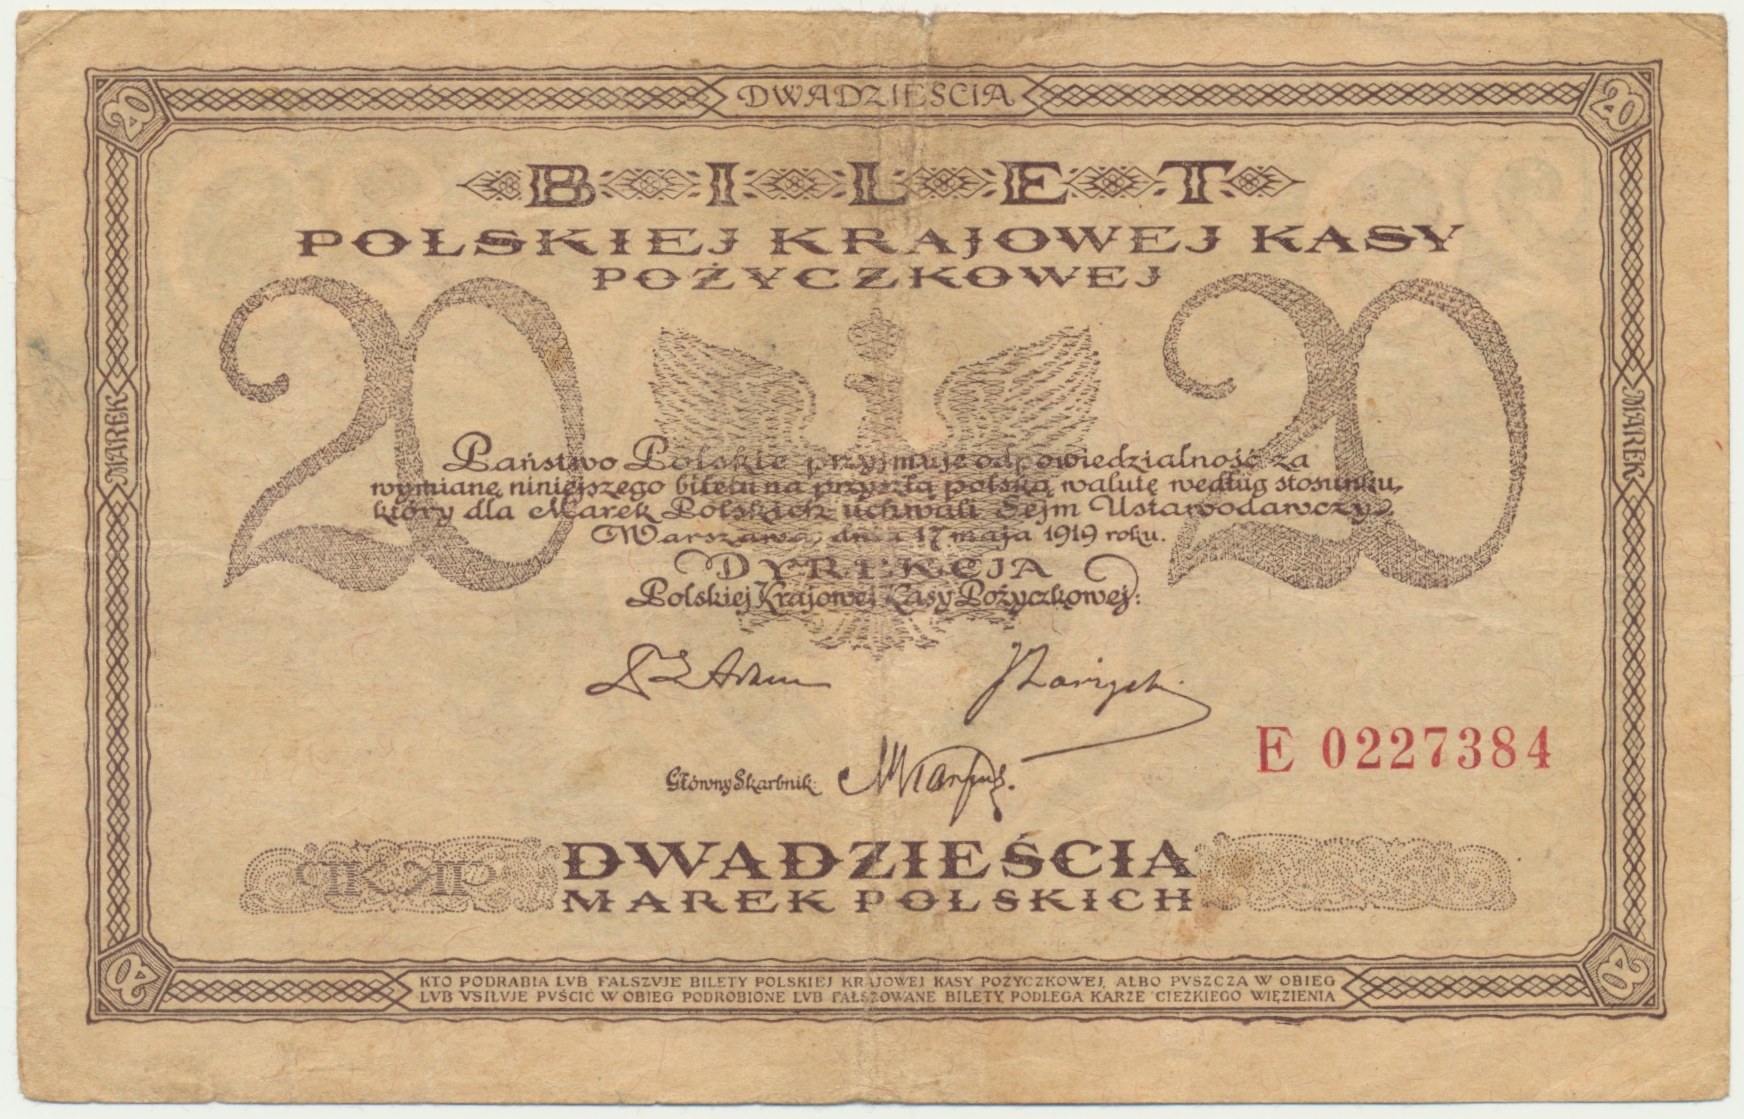 20 DWADZIEŚCIA 20
BILET
POLSKIEJ KRAJOWEJ KASY
POŻYCZKOWEJ
20 20
MAREK MAREK
Państwo Polskie przyjmuje odpowiedzialność za
wymianę niniejszego biletu na przyszłą polską walutę według stosunku,
który dla Marek Polskich uchwali Sejm Ustawodawczy.
Warszawa, dnia 17 maja 1919 roku.
DYREKCJA
Polskiej Krajowej Kasy Pożyczkowej:
E 0227384
Główny Skarbnik:
DWADZIEŚCIA
MAREK POLSKICH
20 20
KTO PODRABIA LVB FAŁSZVJE BILETY POLSKIEJ KRAJOWEJ KASY POŻYCZKOWEJ, ALBO PVSZCZA W OBIEG
LVB VSIŁVJE PVŚCIĆ W OBIEG PODROBIONE LVB FAŁSZOWANE BILETY, PODLEGA KARZE CIĘŻKIEGO WIĘZIENIA